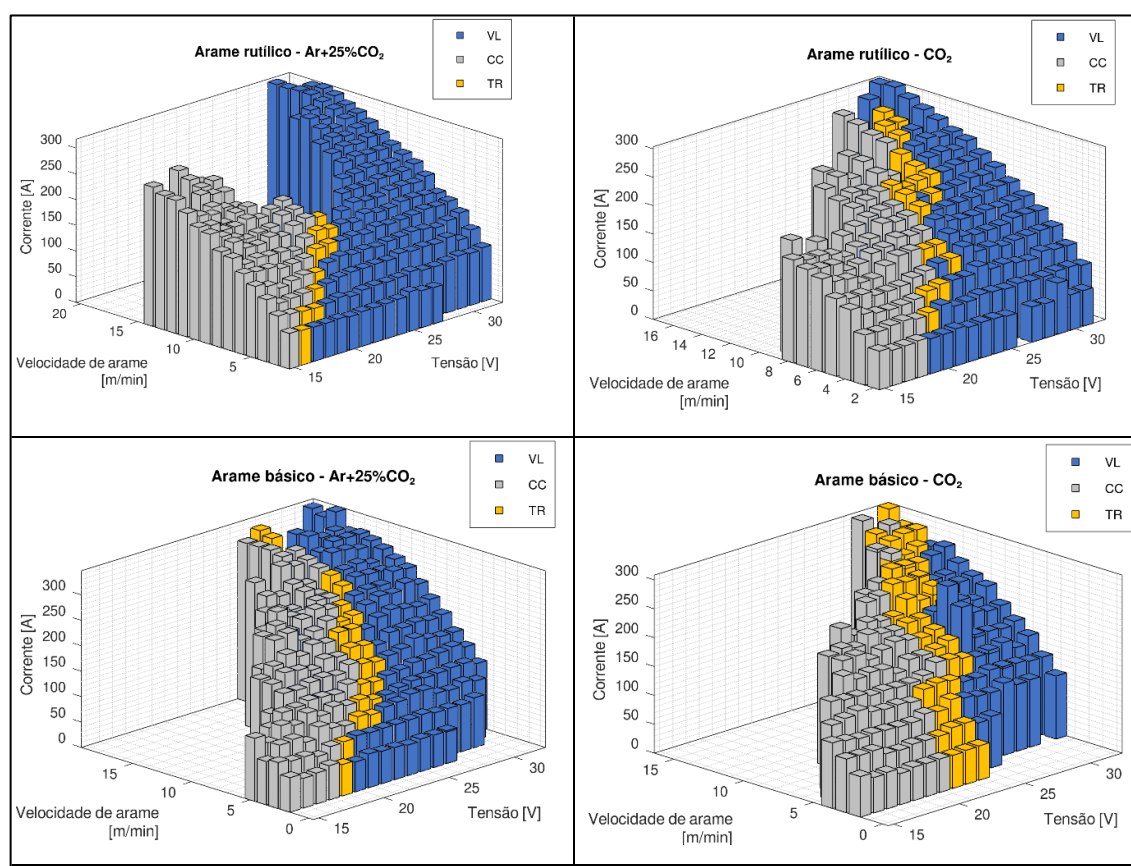 Arame rutílico - Ar+25%CO₂
VL
CC
TR
Corrente [A]
300
250
200
150
100
50
0
20
15
10
5
Velocidade de arame
[m/min]
15
20
25
30
Tensão [V]
Arame rutílico - CO₂
VL
CC
TR
Corrente [A]
300
250
200
150
100
50
0
16
14
12
10
8
6
4
2
Velocidade de arame
[m/min]
15
20
25
30
Tensão [V]
Arame básico - Ar+25%CO₂
VL
CC
TR
Corrente [A]
300
250
200
150
100
50
0
15
10
5
0
Velocidade de arame
[m/min]
15
20
25
30
Tensão [V]
Arame básico - CO₂
VL
CC
TR
Corrente [A]
300
250
200
150
100
50
0
15
10
5
0
Velocidade de arame
[m/min]
15
20
25
30
Tensão [V]